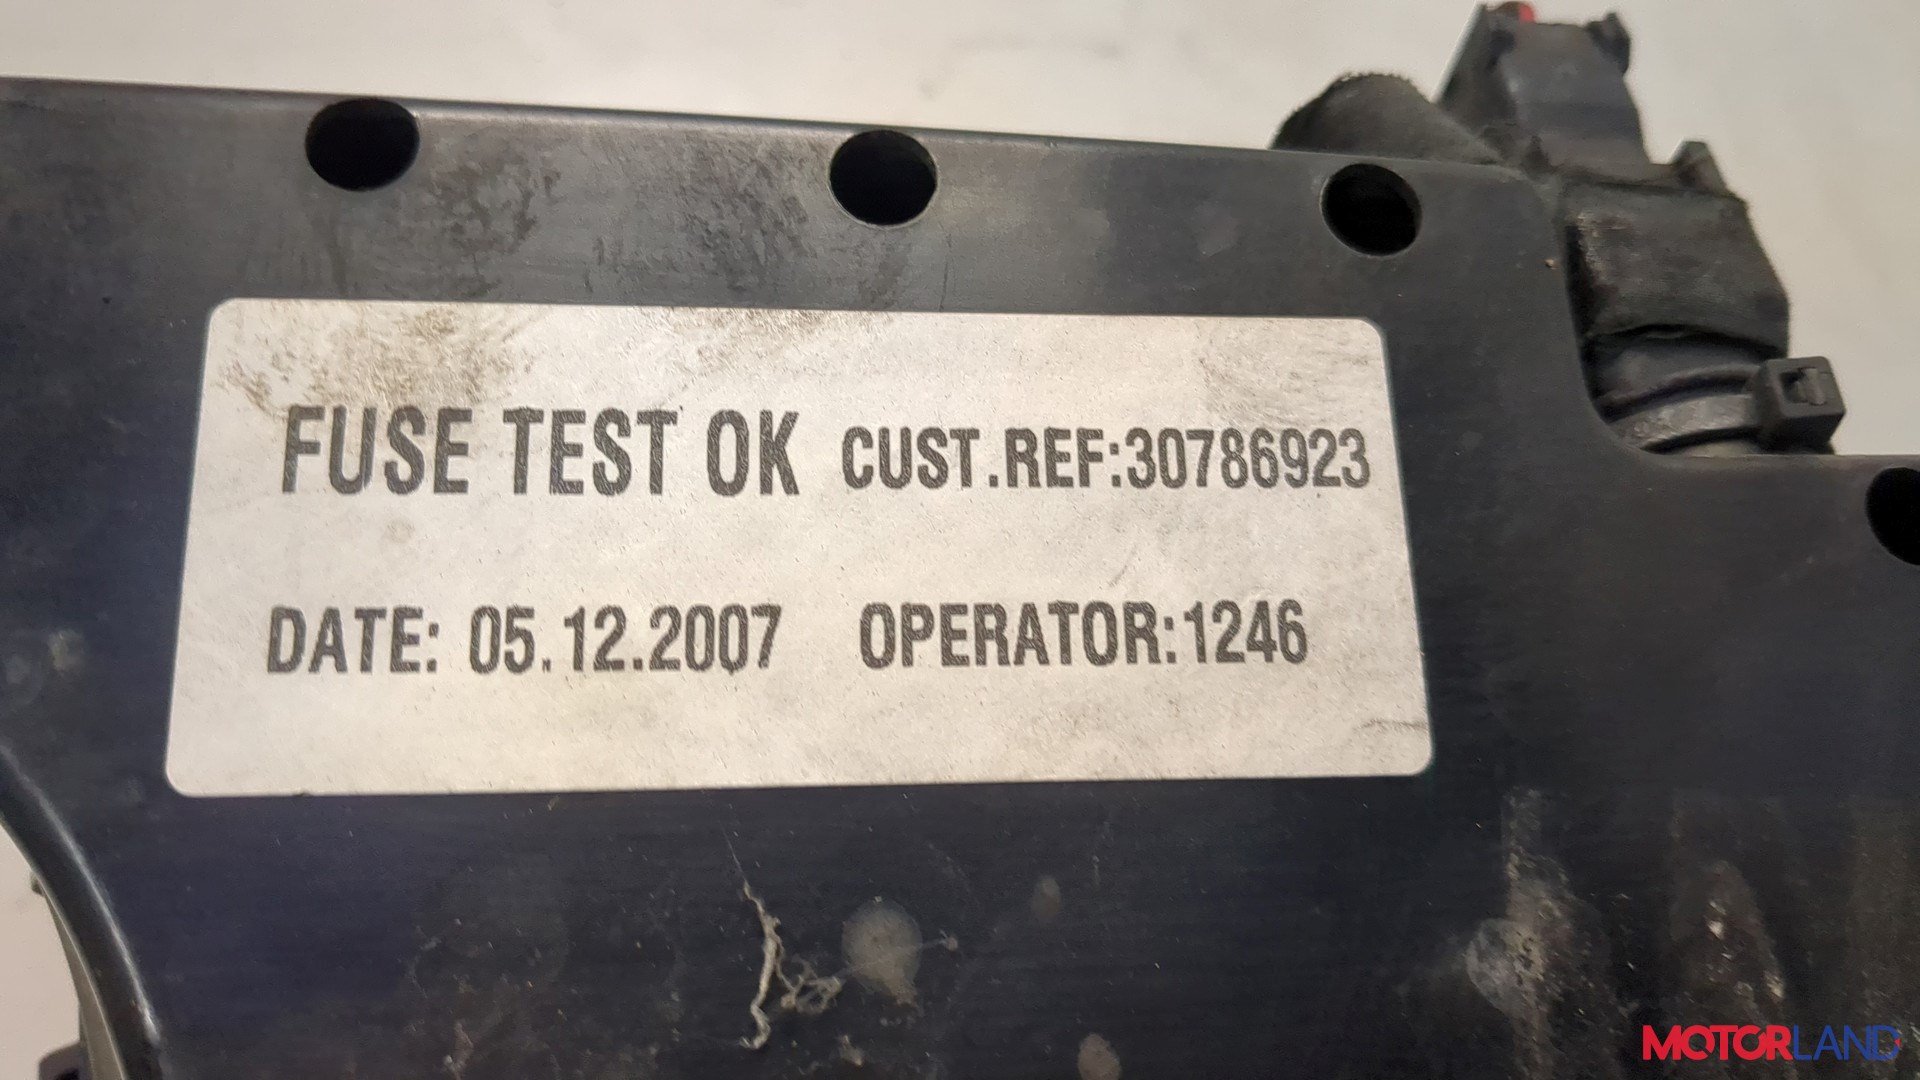 FUSE TEST OK CUST.REF:30786923
DATE: 05.12.2007 OPERATOR:1246
MOTORLAND